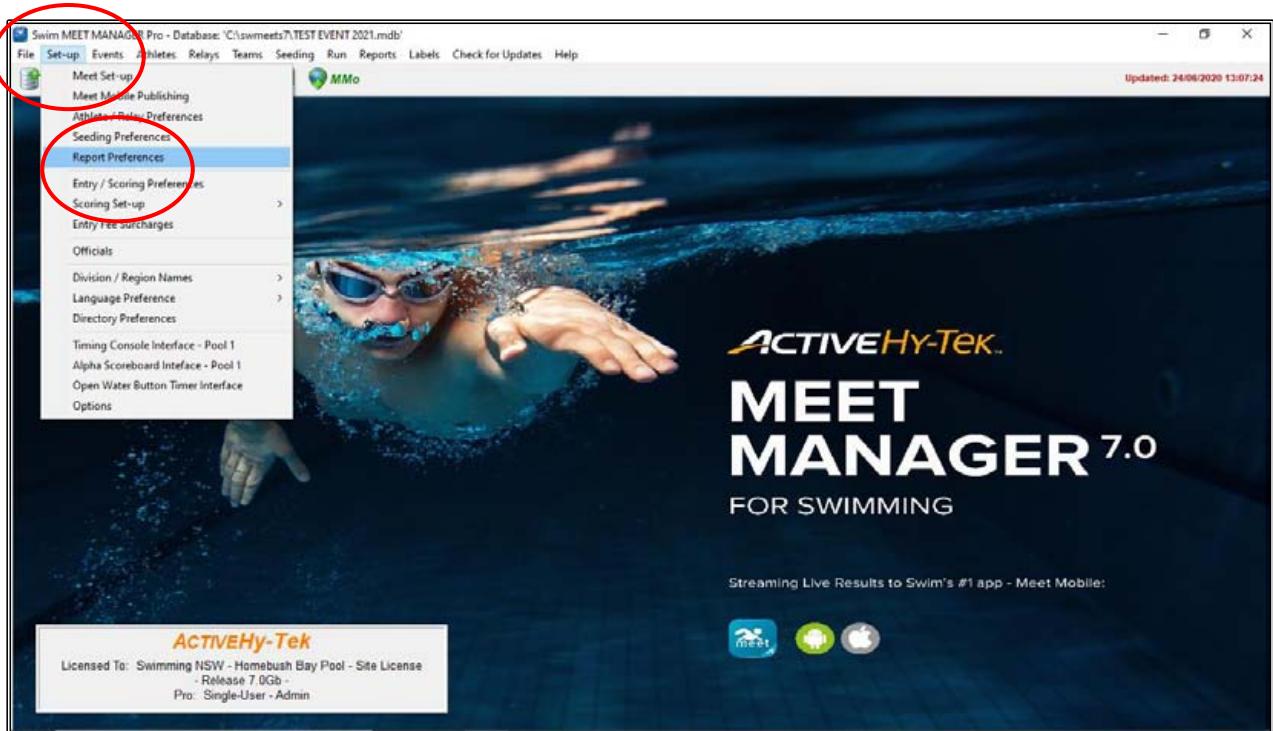 Swim MEET MANAGER Pro - Database: 'C:\swmeets7\TEST EVENT 2021.mdb'
File Set-up Events Athletes Relays Teams Seeding Run Reports Labels Check for Updates Help
MMo
Updated: 24/06/2020 13:07:24
Meet Set-up
Meet Mobile Publishing
Athlete / Relay Preferences
Seeding Preferences
Report Preferences
Entry / Scoring Preferences
Scoring Set-up >
Entry Fee Surcharges
Officials
Division / Region Names >
Language Preference >
Directory Preferences
Timing Console Interface - Pool 1
Alpha Scoreboard Inteface - Pool 1
Open Water Button Timer Interface
Options
ACTIVEHY-TEK
MEET
MANAGER 7.0
FOR SWIMMING
Streaming Live Results to Swim's #1 app - Meet Mobile:
meet
ACTIVEHy-Tek
Licensed To: Swimming NSW - Homebush Bay Pool - Site License
- Release 7.0Gb -
Pro: Single-User - Admin